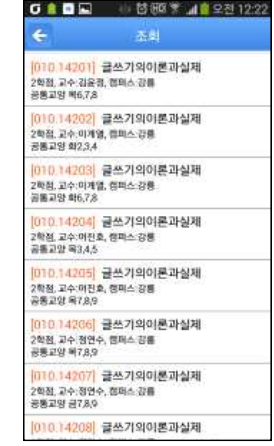 오전 12:22
조회
[010.14201] 글쓰기의이론과실제
2학점, 교수:김윤정, 캠퍼스:강릉
공통교양 목6,7,8
[010.14202] 글쓰기의이론과실제
2학점, 교수:이계열, 캠퍼스:강릉
공통교양 화2,3,4
[010.14203] 글쓰기의이론과실제
2학점, 교수:이계열, 캠퍼스:강릉
공통교양 화6,7,8
[010.14204] 글쓰기의이론과실제
2학점, 교수:이진호, 캠퍼스:강릉
공통교양 목3,4,5
[010.14205] 글쓰기의이론과실제
2학점, 교수:이진호, 캠퍼스:강릉
공통교양 목7,8,9
[010.14206] 글쓰기의이론과실제
2학점, 교수:정연수, 캠퍼스:강릉
공통교양 목7,8,9
[010.14207] 글쓰기의이론과실제
2학점, 교수:정연수, 캠퍼스:강릉
공통교양 금7,8,9
[010.14208] 글쓰기의이론과실제